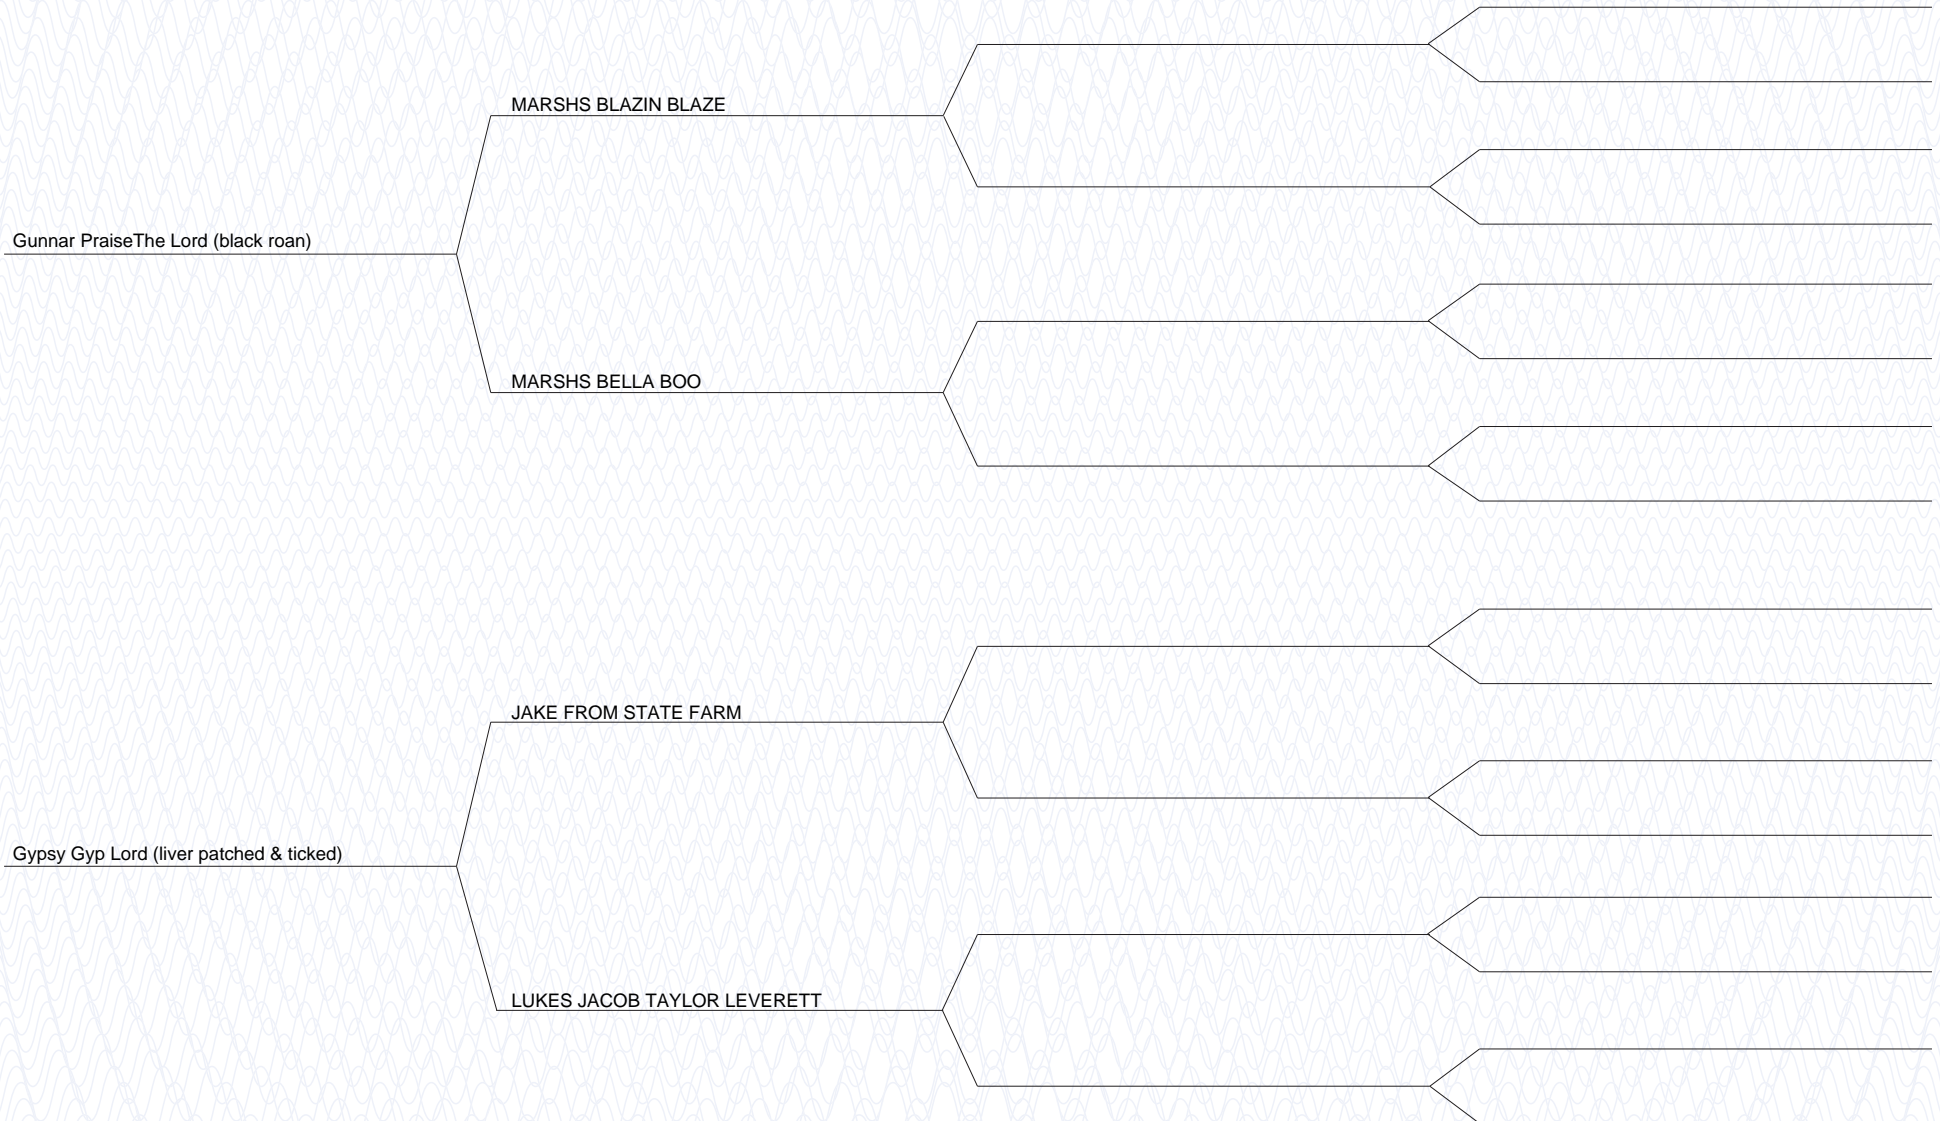 MARSHS BLAZIN BLAZE
Gunnar PraiseThe Lord (black roan)
MARSHS BELLA BOO
JAKE FROM STATE FARM
Gypsy Gyp Lord (liver patched & ticked)
LUKES JACOB TAYLOR LEVERETT